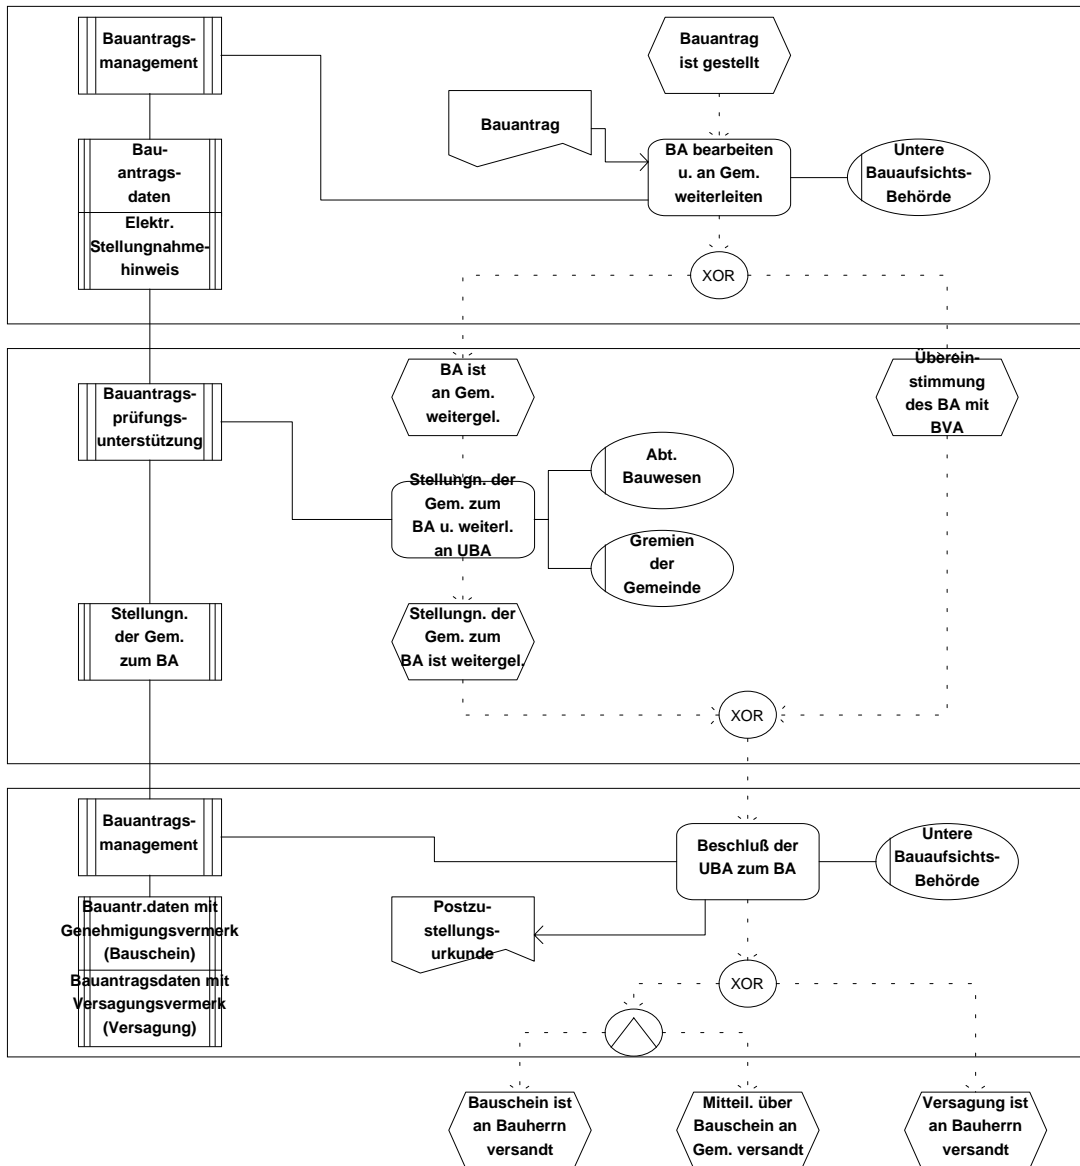 Bauantrags-
management
Bauantrag
ist gestellt
Bauantrag
BA bearbeiten
u. an Gem.
weiterleiten
Untere
Bauaufsichts-
Behörde
Bau-
antrags-
daten
Elektr.
Stellungnahme-
hinweis
XOR
Bauantrags-
prüfungs-
unterstützung
BA ist
an Gem.
weitergel.
Überein-
stimmung
des BA mit
BVA
Stellungn. der
Gem. zum
BA u. weiterl.
an UBA
Abt.
Bauwesen
Gremien
der
Gemeinde
Stellungn.
der Gem.
zum BA
Stellungn. der
Gem. zum
BA ist weitergel.
XOR
Bauantrags-
management
Beschluß der
UBA zum BA
Untere
Bauaufsichts-
Behörde
Bauantr.daten mit
Genehmigungsvermerk
(Bauschein)
Bauantragsdaten mit
Versagungsvermerk
(Versagung)
Postzu-
stellungs-
urkunde
XOR
Bauschein ist
an Bauherrn
versandt
Mitteil. über
Bauschein an
Gem. versandt
Versagung ist
an Bauherrn
versandt